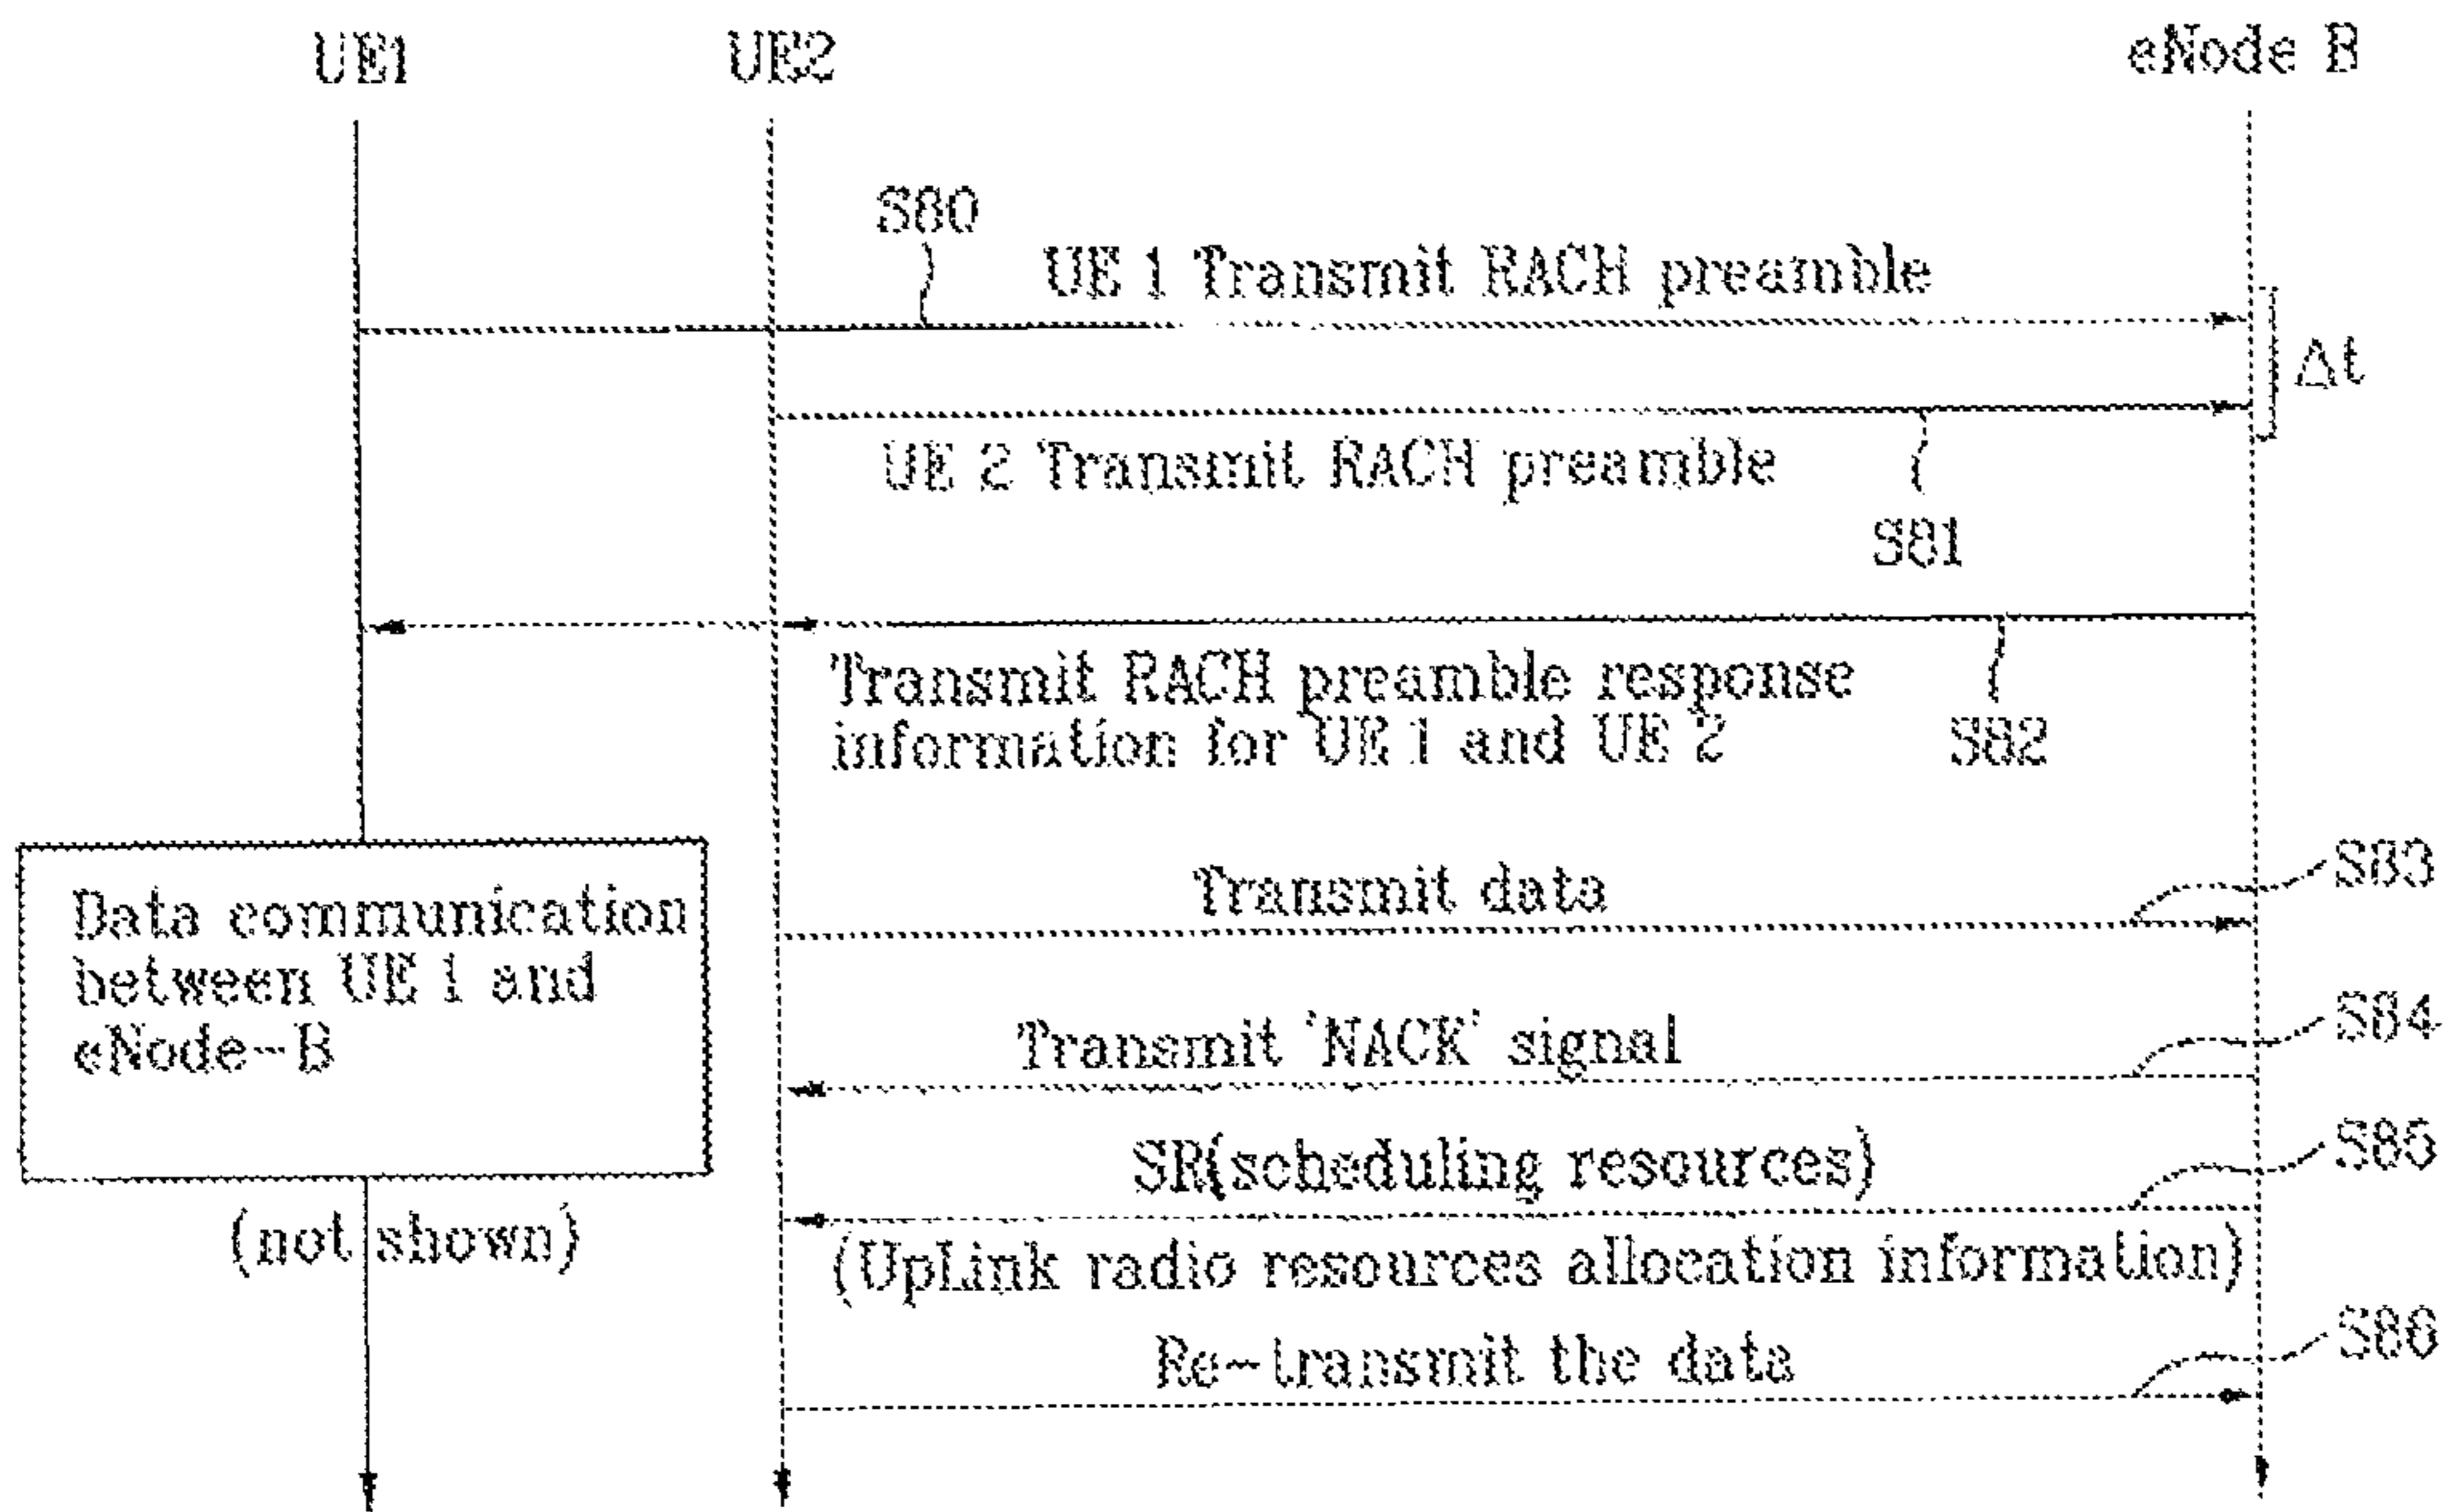 UE1
UE2
eNode B
S80
UE 1 Transmit RACH preamble
Δt
UE 2 Transmit RACH preamble
S81
Transmit RACH preamble response
information for UE 1 and UE 2
S82
Data communication
between UE 1 and
eNode-B
(not shown)
Transmit data
S83
Transmit 'NACK' signal
S84
SR(scheduling resources)
S85
(UpLink radio resources allocation information)
Re-transmit the data
S86